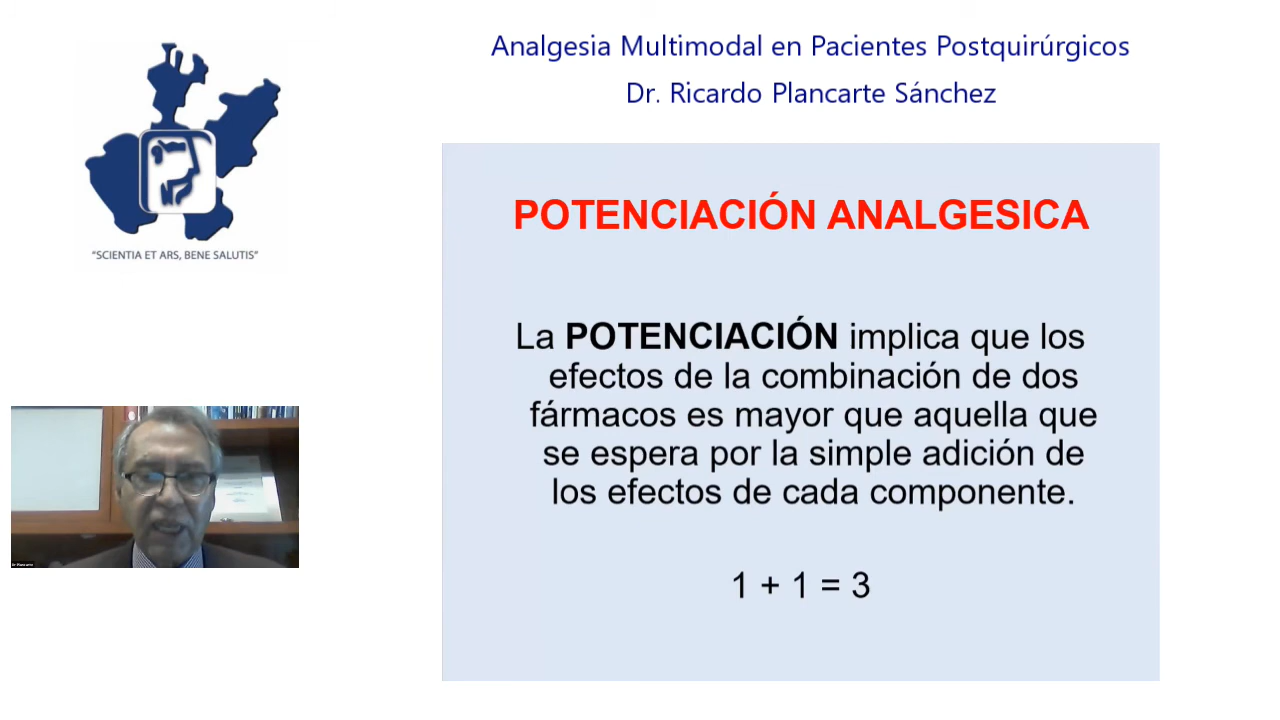 Analgesia Multimodal en Pacientes Postquirúrgicos
Dr. Ricardo Plancarte Sánchez
"SCIENTIA ET ARS, BENE SALUTIS"
POTENCIACIÓN ANALGESICA
La POTENCIACIÓN implica que los
efectos de la combinación de dos
fármacos es mayor que aquella que
se espera por la simple adición de
los efectos de cada componente.
1 + 1 = 3